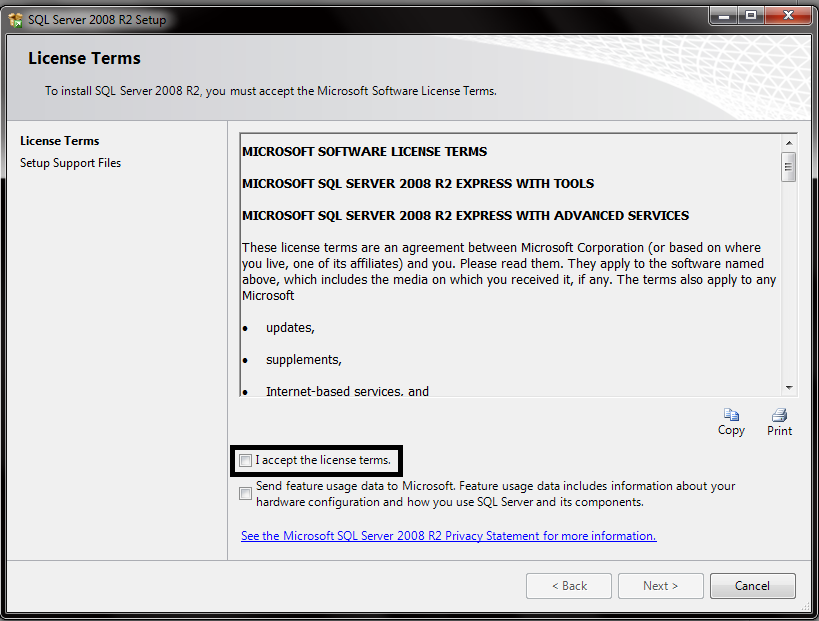 SQL Server 2008 R2 Setup
License Terms
To install SQL Server 2008 R2, you must accept the Microsoft Software License Terms.
License Terms
Setup Support Files
MICROSOFT SOFTWARE LICENSE TERMS
MICROSOFT SQL SERVER 2008 R2 EXPRESS WITH TOOLS
MICROSOFT SQL SERVER 2008 R2 EXPRESS WITH ADVANCED SERVICES
These license terms are an agreement between Microsoft Corporation (or based on where
you live, one of its affiliates) and you. Please read them. They apply to the software named
above, which includes the media on which you received it, if any. The terms also apply to any
Microsoft
• updates,
• supplements,
• Internet-based services, and
Copy
Print
I accept the license terms.
Send feature usage data to Microsoft. Feature usage data includes information about your
hardware configuration and how you use SQL Server and its components.
See the Microsoft SQL Server 2008 R2 Privacy Statement for more information.
< Back
Next >
Cancel